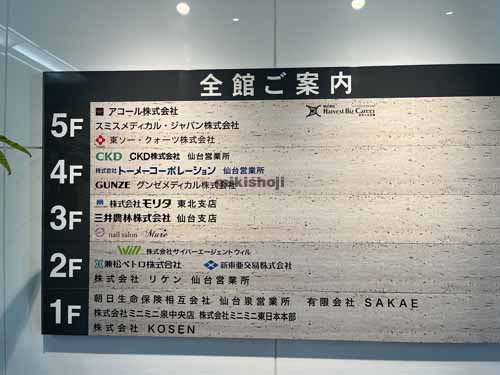 全館ご案内
5F
アコール株式会社
Harvest Biz Career
スミスメディカル・ジャパン株式会社
東ソー・クォーツ株式会社
4F
CKD CKD株式会社 仙台営業所
株式会社トーメーコーポレーション 仙台営業所
GUNZE グンゼメディカル株式会社
mikishoji
3F
株式会社モリタ 東北支店
三井農林株式会社 仙台支店
nail salon Muse
2F
Will 株式会社サイバーエージェントウィル
兼松ペトロ株式会社 新東亜交易株式会社
株式会社 リケン 仙台営業所
1F
朝日生命保険相互会社 仙台泉営業所 有限会社 SAKAE
株式会社ミニミニ泉中央店 株式会社ミニミニ東日本本部
株式会社 KOSEN